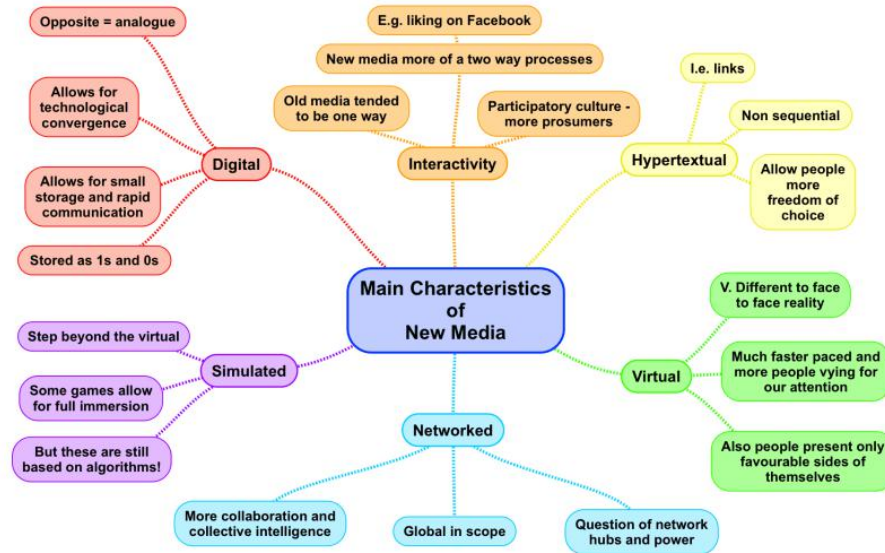 Main Characteristics
of
New Media
Digital
Opposite = analogue
Allows for
technological
convergence
Allows for small
storage and rapid
communication
Stored as 1s and 0s
Interactivity
E.g. liking on Facebook
New media more of a two way processes
Old media tended
to be one way
Participatory culture -
more prosumers
Hypertextual
I.e. links
Non sequential
Allow people
more
freedom of
choice
Virtual
V. Different to face
to face reality
Much faster paced and
more people vying for
our attention
Also people present only
favourable sides of
themselves
Networked
More collaboration and
collective intelligence
Global in scope
Question of network
hubs and power
Simulated
Step beyond the virtual
Some games allow
for full immersion
But these are still
based on algorithms!